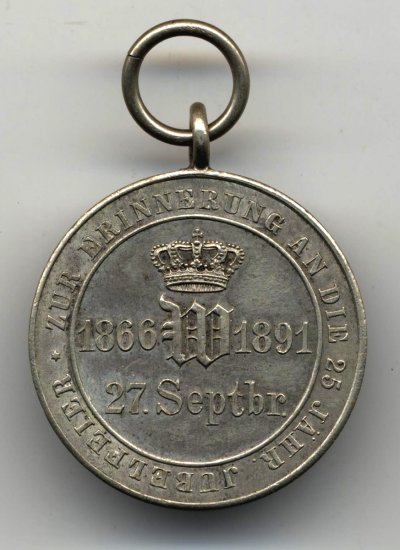 * ZUR ERINNERUNG AN DIE 25 JÄHR. JUBELFEIER
1866 W 1891
27. Septbr.